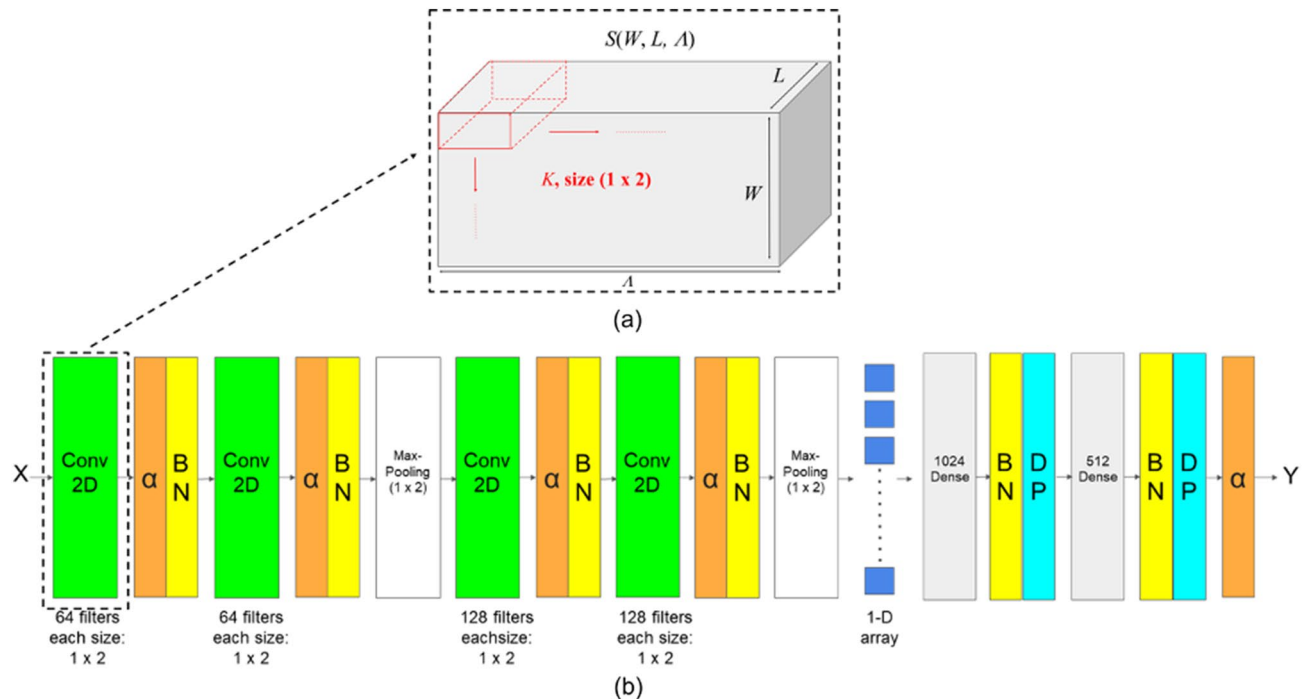 S(W, L, Λ)
L
K, size (1 x 2)
W
Λ
(a)
X
Conv
2D
α
B
N
Conv
2D
α
B
N
Max-
Pooling
(1 x 2)
Conv
2D
α
B
N
Conv
2D
α
B
N
Max-
Pooling
(1 x 2)
1024
Dense
B
N
D
P
512
Dense
B
N
D
P
α
Y
64 filters
each size:
1 x 2
64 filters
each size:
1 x 2
128 filters
eachsize:
1 x 2
128 filters
each size:
1 x 2
1-D
array
(b)